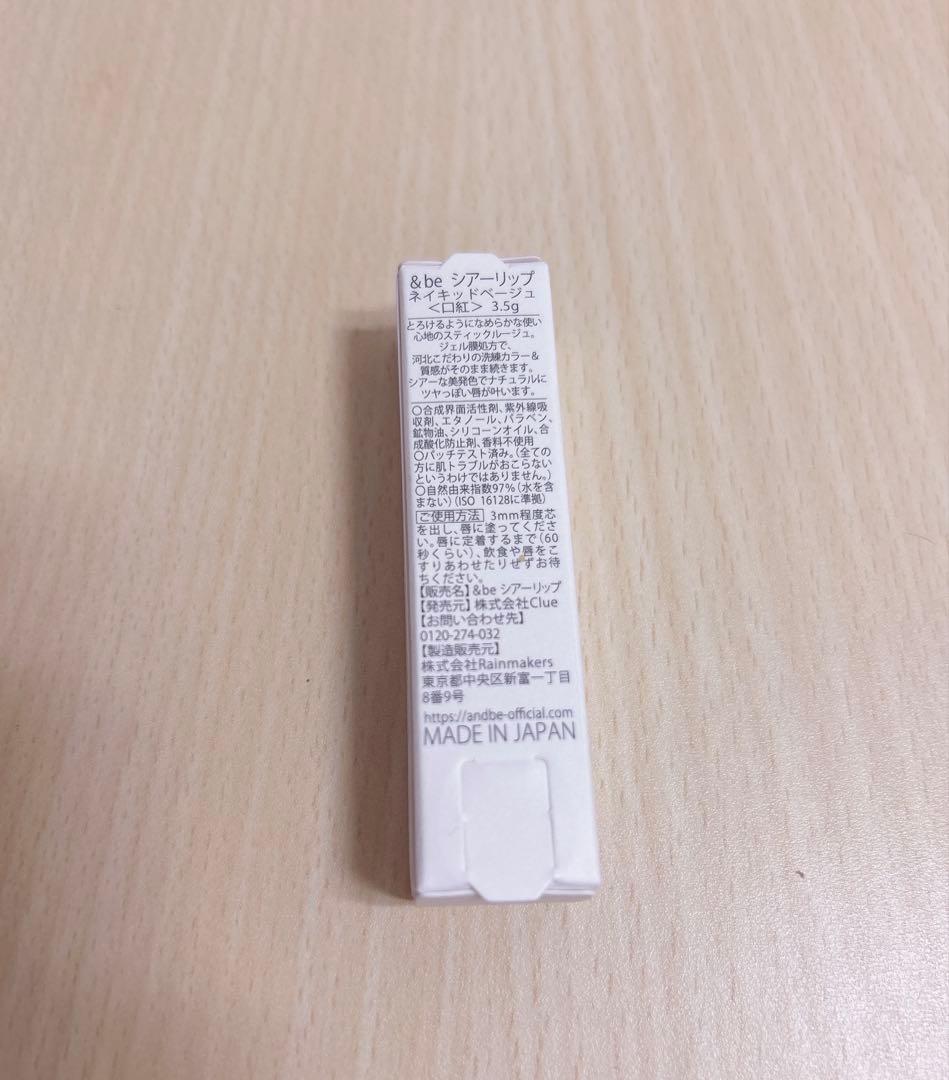 &be シアーリップ
ネイキッドベージュ
＜口紅＞ 3.5g
とろけるようになめらかな使い
心地のスティックルージュ。
ジェル膜処方で、
河北こだわりの洗練カラー＆
質感がそのまま続きます。
シアーな美発色でナチュラルに
ツヤっぽい唇が叶います。
○合成界面活性剤、紫外線吸
収剤、エタノール、パラベン、
鉱物油、シリコーンオイル、合
成酸化防止剤、香料不使用
○パッチテスト済み。（全ての
方に肌トラブルがおこらない
というわけではありません。）
○自然由来指数97%（水を含
まない）（ISO 16128に準拠）
ご使用方法 3mm程度芯
を出し、唇に塗ってくださ
い。唇に定着するまで（60
秒くらい）、飲食や唇をこ
すりあわせたりせずお待
ちください。
【販売名】&be シアーリップ
【発売元】株式会社Clue
【お問い合わせ先】
0120-274-032
【製造販売元】
株式会社Rainmakers
東京都中央区新富一丁目
8番9号
https://andbe-official.com
MADE IN JAPAN